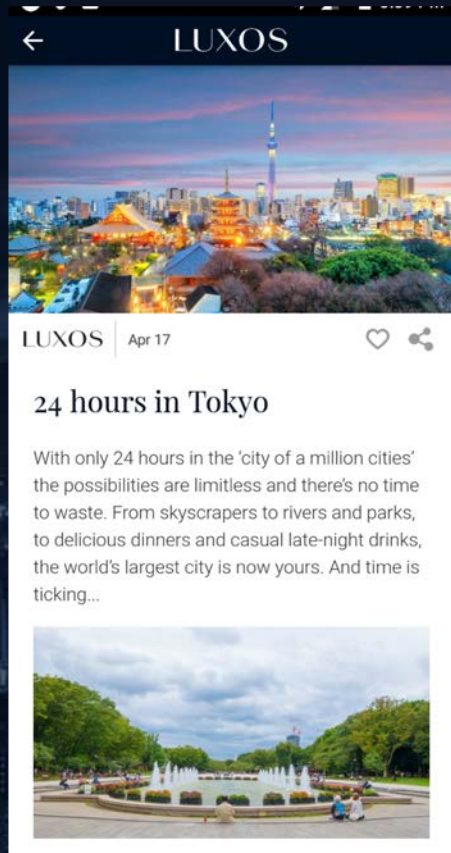 LUXOS
LUXOS
Apr 17
24 hours in Tokyo
With only 24 hours in the ‘city of a million cities’
the possibilities are limitless and there’s no time
to waste. From skyscrapers to rivers and parks,
to delicious dinners and casual late-night drinks,
the world’s largest city is now yours. And time is
ticking...